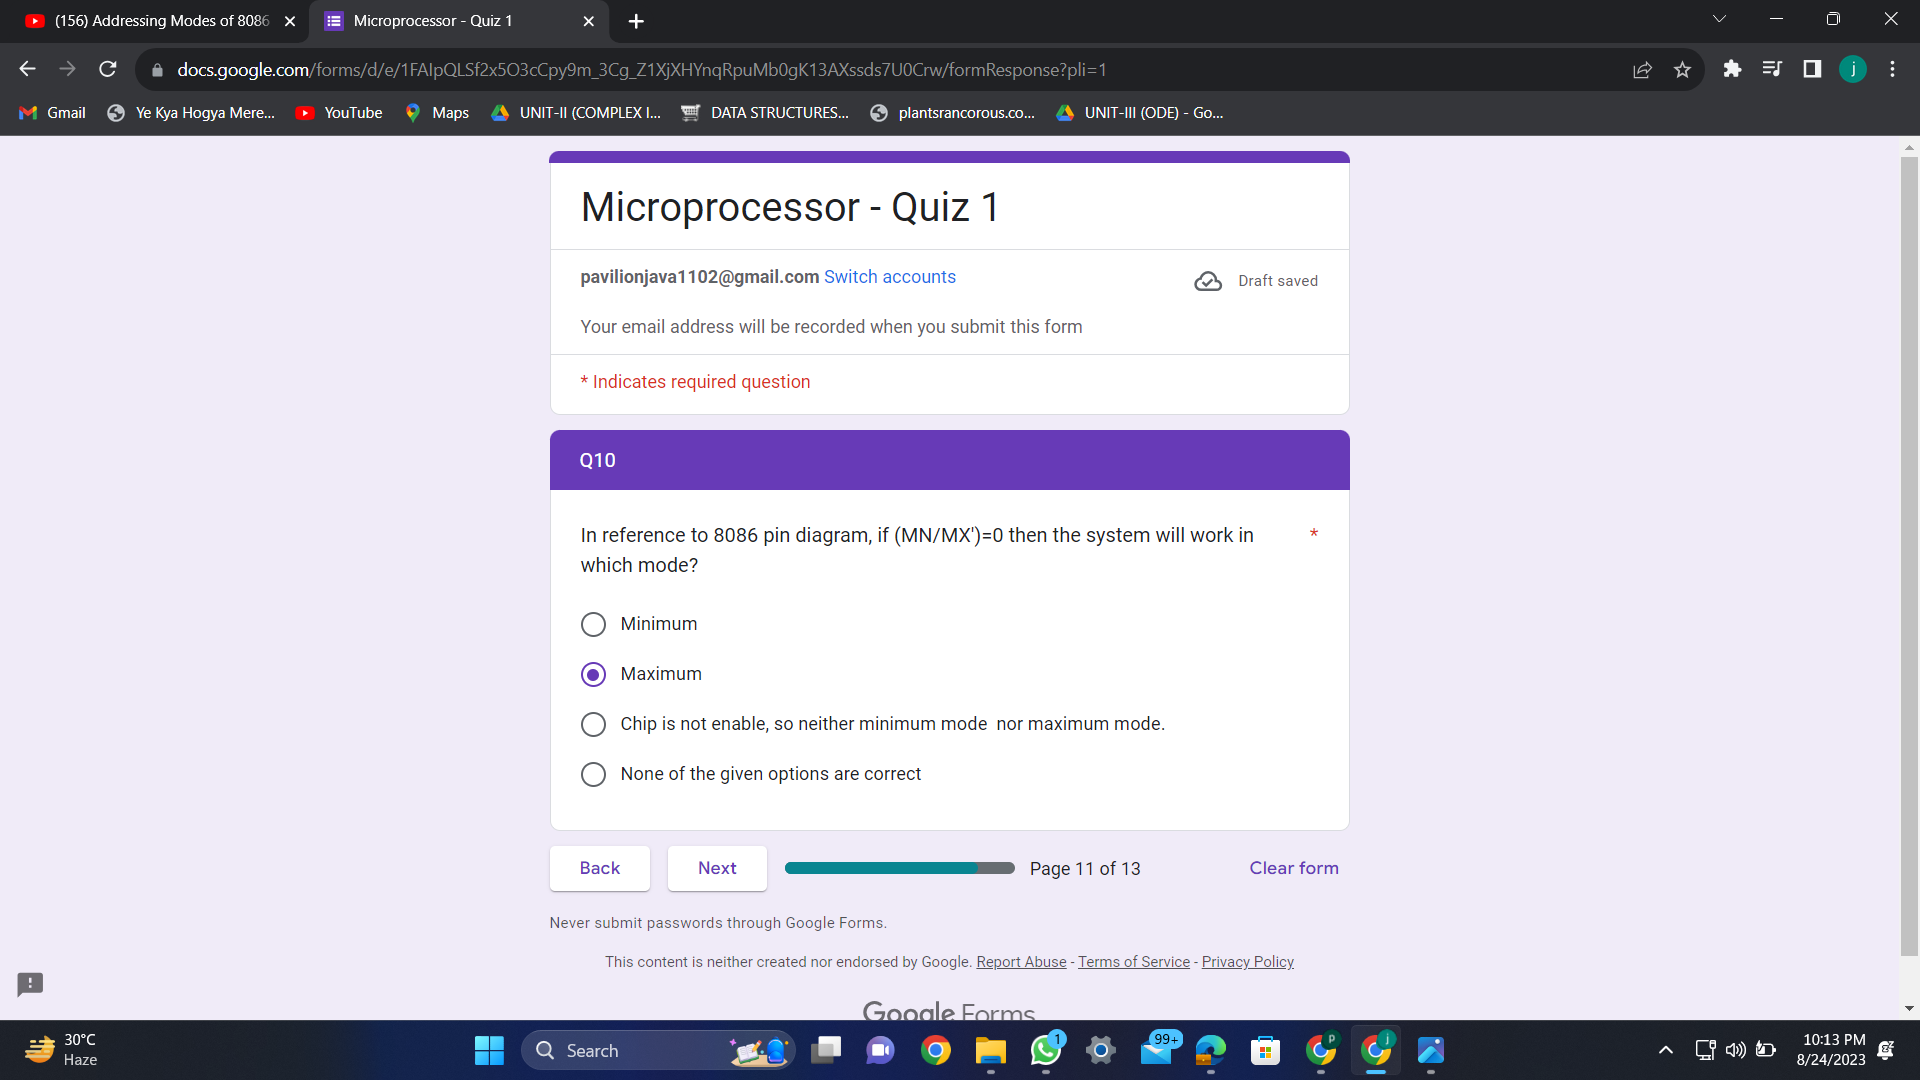 (156) Addressing Modes of 8086
Microprocessor - Quiz 1
docs.google.com/forms/d/e/1FAIpQLSf2x5O3cCpy9m_3Cg_Z1XjXHYnqRpuMb0gK13AXssds7U0Crw/formResponse?pli=1
j
Gmail
Ye Kya Hogya Mere...
YouTube
Maps
UNIT-II (COMPLEX I...
DATA STRUCTURES...
plantsrancorous.co...
UNIT-III (ODE) - Go...
Microprocessor - Quiz 1
pavilionjava1102@gmail.com Switch accounts
Draft saved
Your email address will be recorded when you submit this form
* Indicates required question
Q10
In reference to 8086 pin diagram, if (MN/MX')=0 then the system will work in *
which mode?
Minimum
Maximum
Chip is not enable, so neither minimum mode  nor maximum mode.
None of the given options are correct
Back
Next
Page 11 of 13
Clear form
Never submit passwords through Google Forms.
This content is neither created nor endorsed by Google. Report Abuse - Terms of Service - Privacy Policy
Google Forms
30°C
Haze
Search
1
99+
P
j
10:13 PM
8/24/2023